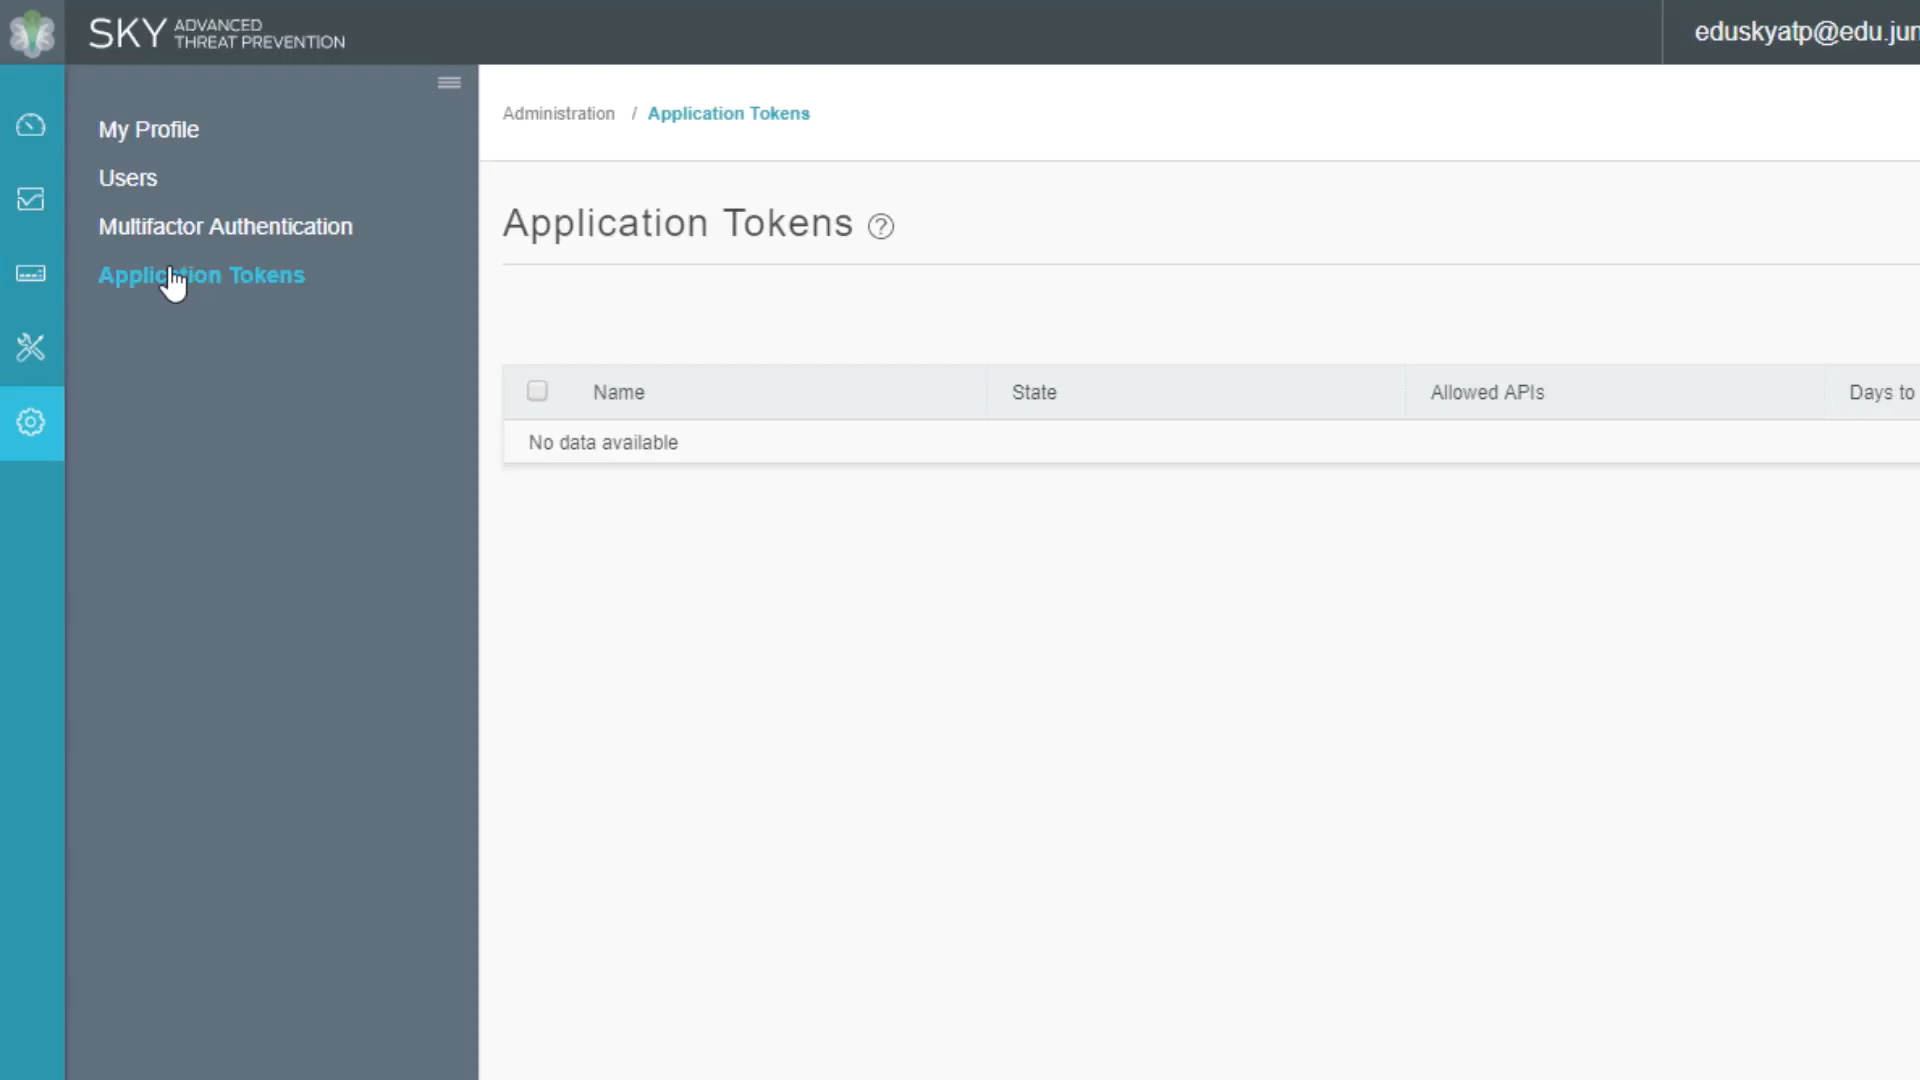 SKY ADVANCED
THREAT PREVENTION
eduskyatp@edu.jun
My Profile
Users
Multifactor Authentication
Application Tokens
Administration / Application Tokens
Application Tokens ?
Name State Allowed APIs Days to
No data available